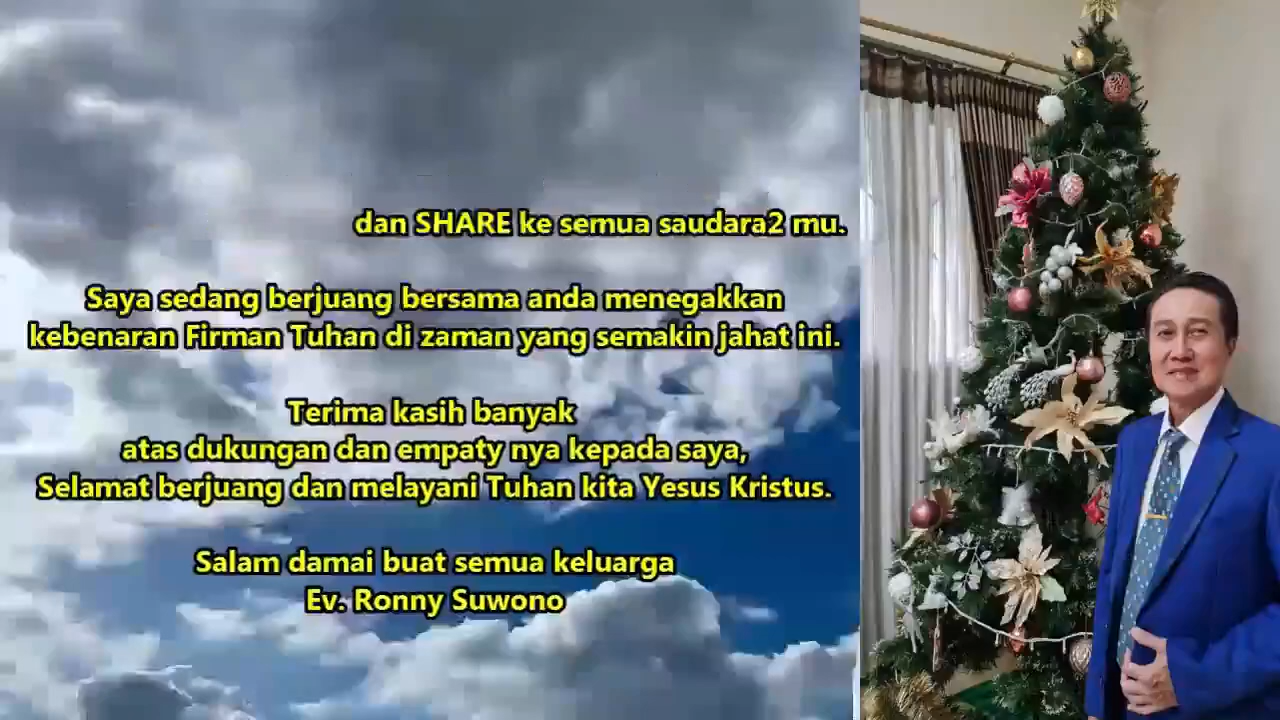 dan SHARE ke semua saudara2 mu.
Saya sedang berjuang bersama anda menegakkan
kebenaran Firman Tuhan di zaman yang semakin jahat ini.
Terima kasih banyak
atas dukungan dan empaty nya kepada saya,
Selamat berjuang dan melayani Tuhan kita Yesus Kristus.
Salam damai buat semua keluarga
Ev. Ronny Suwono